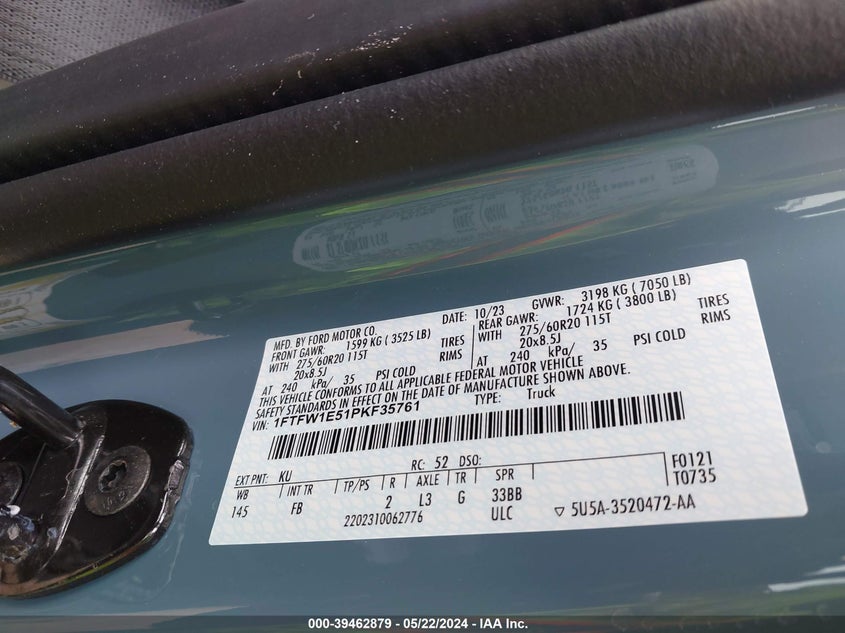 MFD. BY FORD MOTOR CO.
DATE: 10/23 GVWR: 3198 KG ( 7050 LB)
FRONT GAWR: 1599 KG ( 3525 LB)
REAR GAWR: 1724 KG ( 3800 LB)
WITH 275/60R20 115T TIRES
WITH 275/60R20 115T TIRES
20x8.5J RIMS
20x8.5J RIMS
AT 240 kPa/ 35 PSI COLD
AT 240 kPa/ 35 PSI COLD
THIS VEHICLE CONFORMS TO ALL APPLICABLE FEDERAL MOTOR VEHICLE
SAFETY STANDARDS IN EFFECT ON THE DATE OF MANUFACTURE SHOWN ABOVE.
VIN: 1FTFW1E51PKF35761 TYPE: Truck
EXT PNT: KU RC: 52 DSO:
WB INT TR TP/PS R AXLE TR SPR F0121
145 FB 2 L3 G 33BB T0735
2202310062776 ULC ▽ 5U5A-3520472-AA
000-39462879 - 05/22/2024 - IAA Inc.